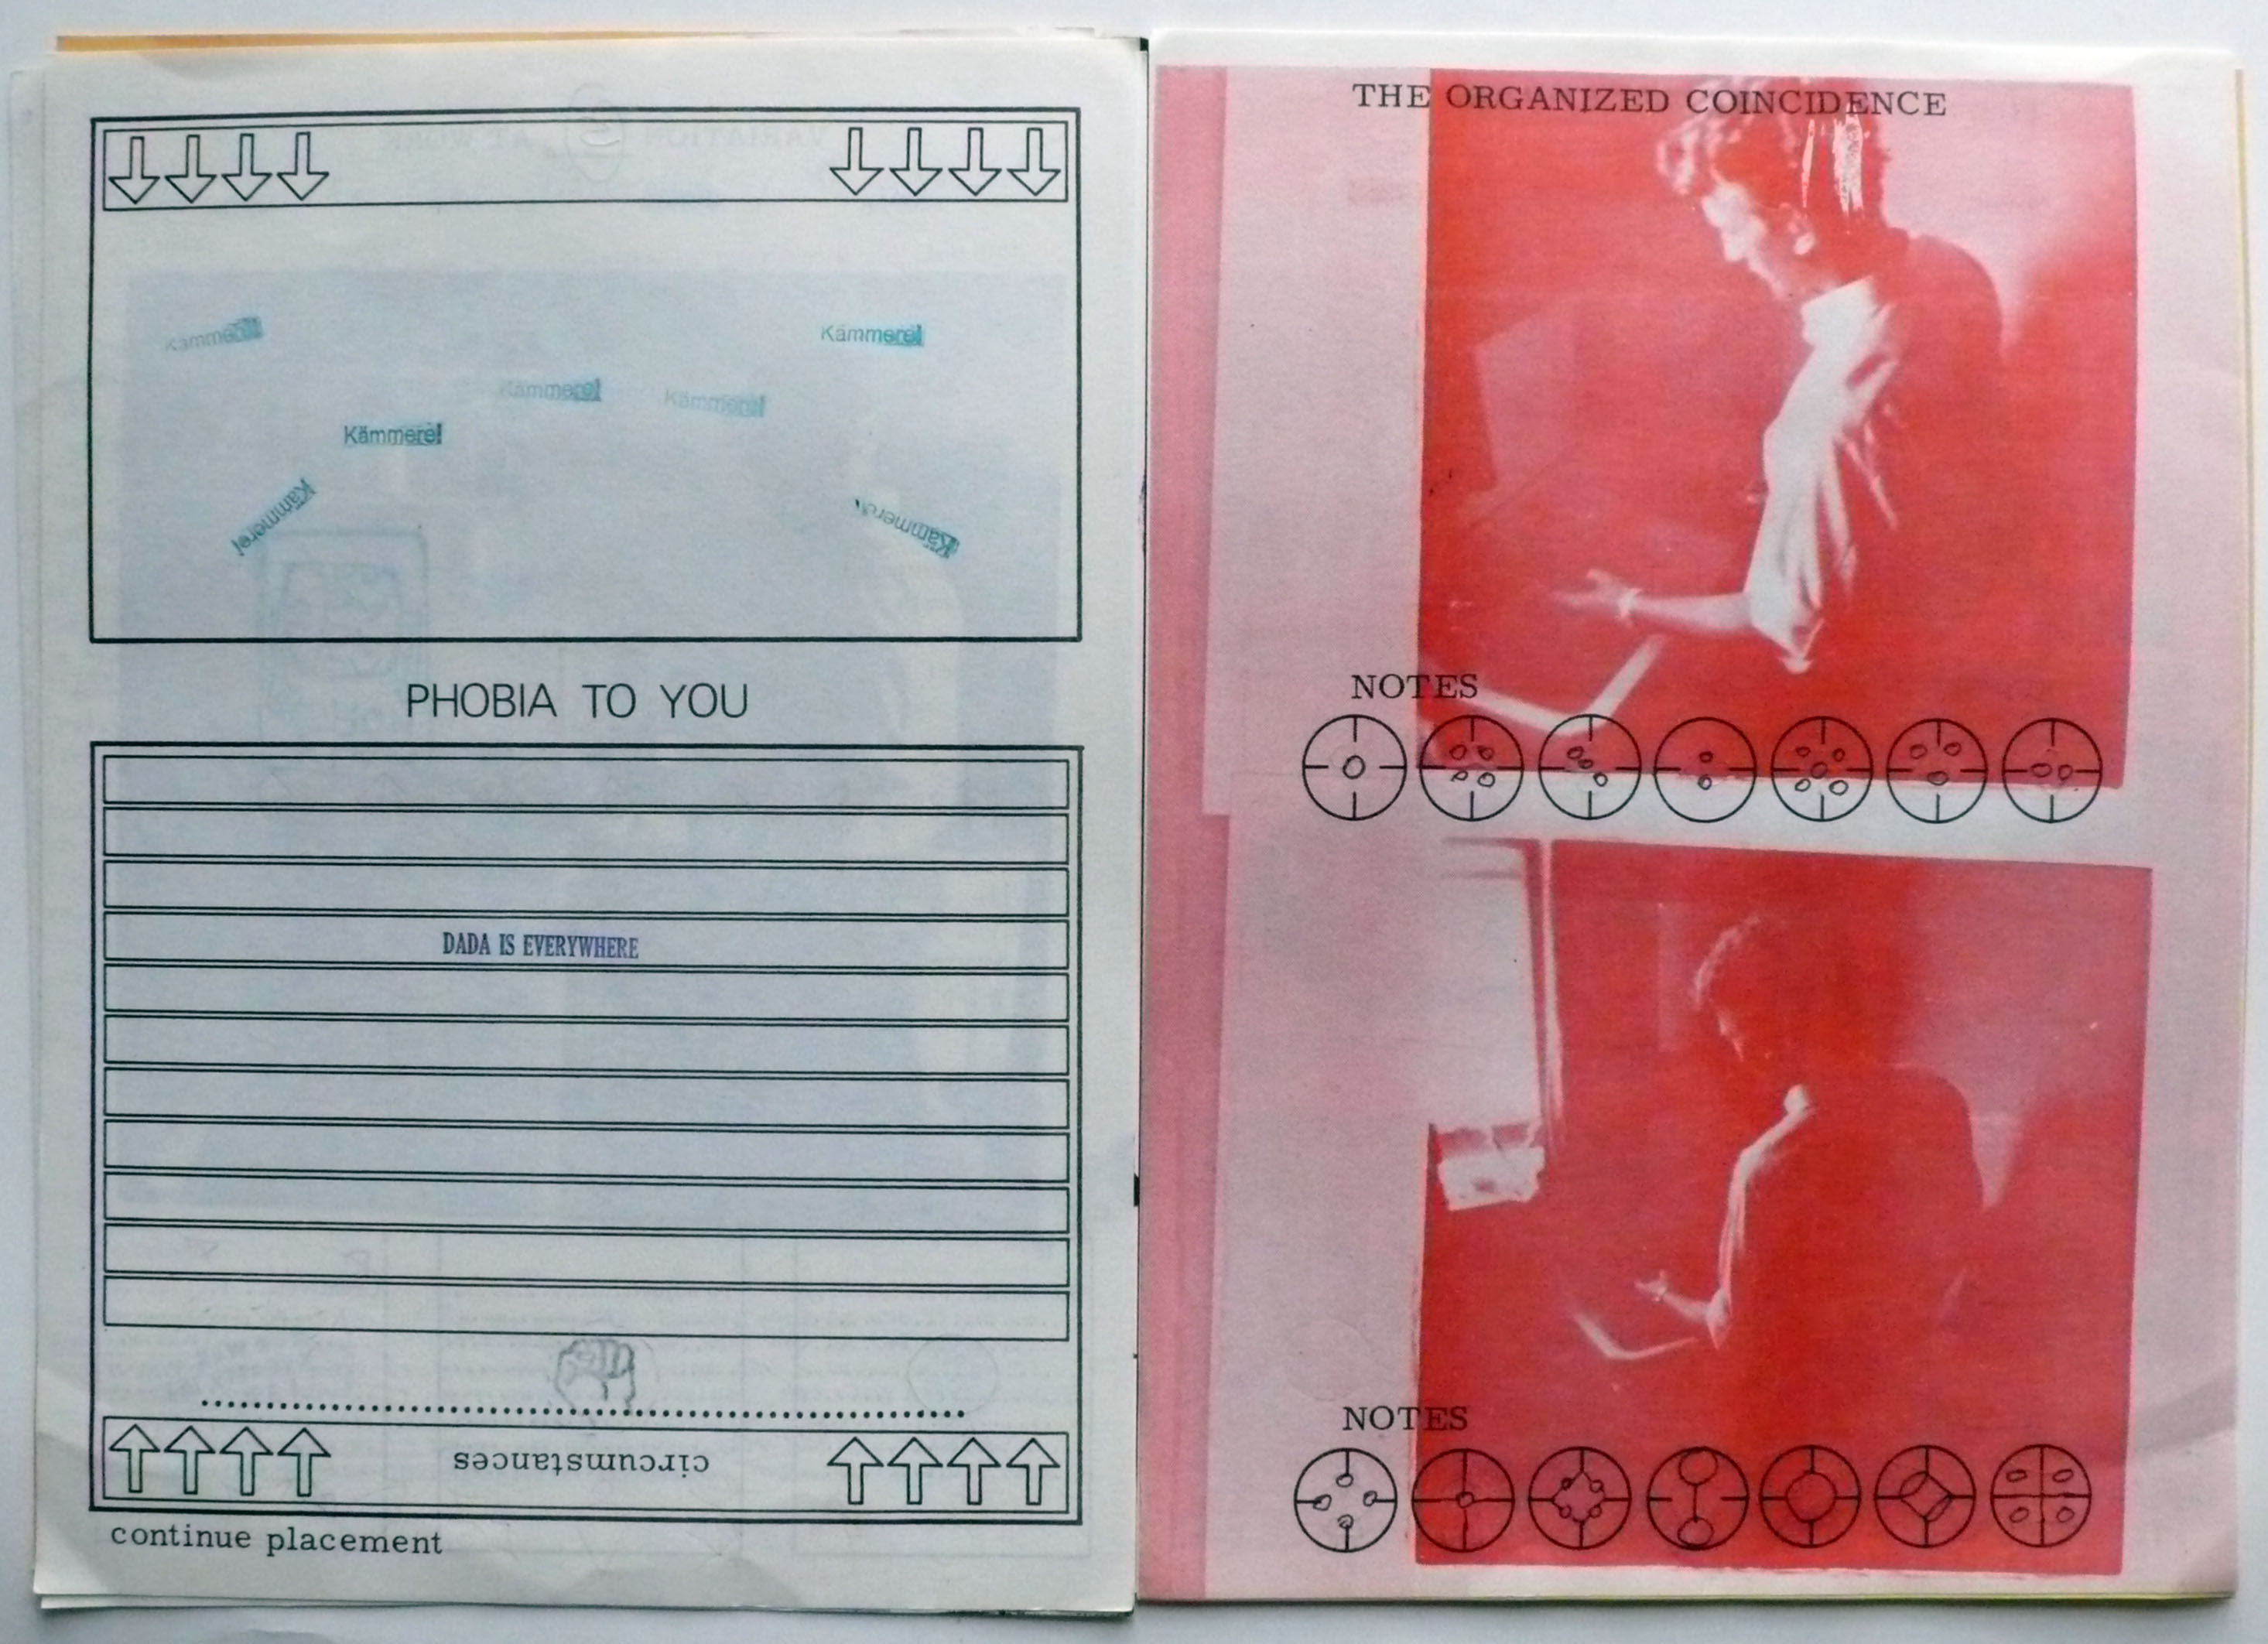 Kämmerei
Kämmerei
Kämmerei
Kämmerei
Kämmerei
Kämmerei
Kämmerei
PHOBIA TO YOU
DADA IS EVERYWHERE
circumstances
continue placement
THE ORGANIZED COINCIDENCE
NOTES
NOTES